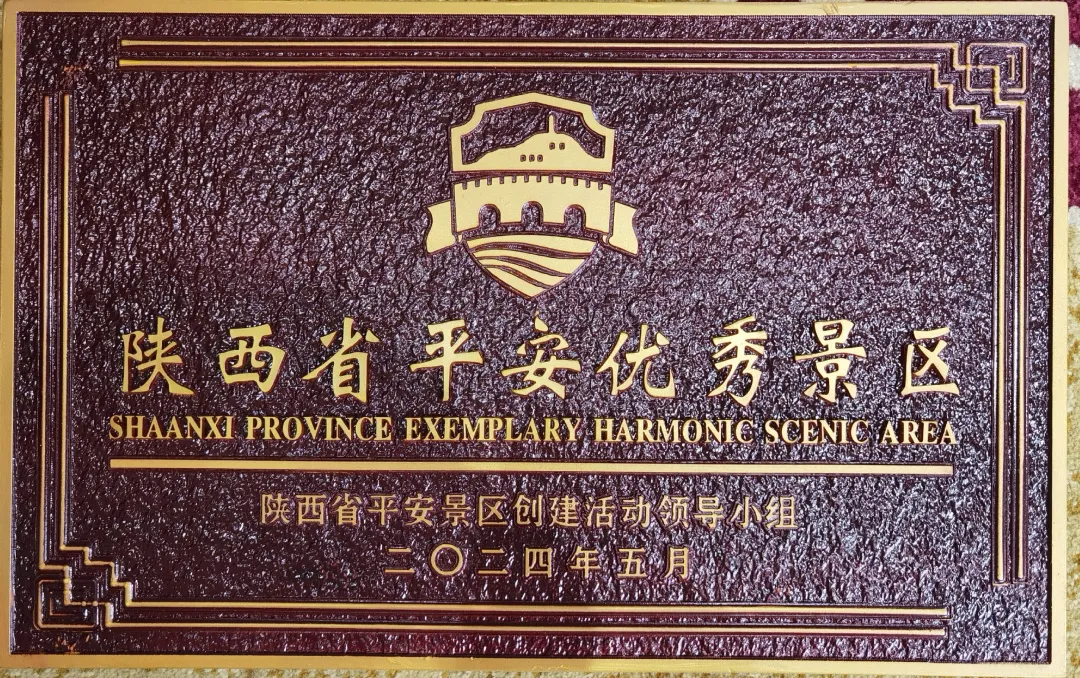 陕西省平安优秀景区
SHAANXI PROVINCE EXEMPLARY HARMONIC SCENIC AREA
陕西省平安景区创建活动领导小组
二〇二四年五月